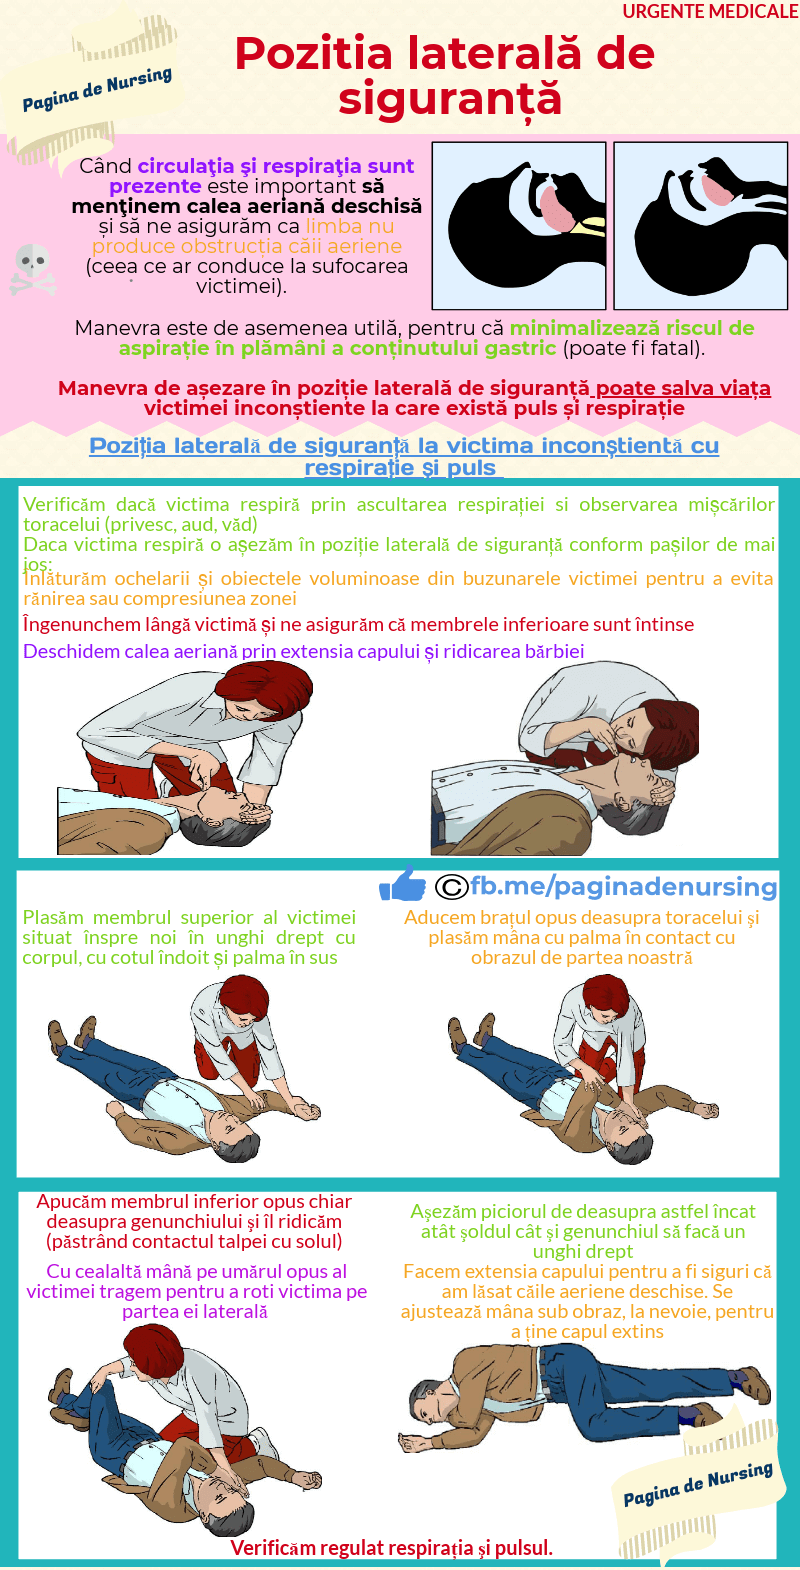 URGENTE MEDICALE
Pagina de Nursing
Pozitia laterală de
siguranță
Când circulaţia şi respiraţia sunt
prezente este important să
menţinem calea aeriană deschisă
și să ne asigurăm ca limba nu
produce obstrucția căii aeriene
(ceea ce ar conduce la sufocarea
victimei).
Manevra este de asemenea utilă, pentru că minimalizează riscul de
aspirație în plămâni a conținutului gastric (poate fi fatal).
Manevra de așezare în poziție laterală de siguranță poate salva viața
victimei inconștiente la care există puls și respirație
Poziția laterală de siguranță la victima inconștientă cu
respirație și puls
Verificăm dacă victima respiră prin ascultarea respirației si observarea mișcărilor
toracelui (privesc, aud, văd)
Daca victima respiră o așezăm în poziție laterală de siguranță conform pașilor de mai
jos:
Înlăturăm ochelarii și obiectele voluminoase din buzunarele victimei pentru a evita
rănirea sau compresiunea zonei
Îngenunchem lângă victimă și ne asigurăm că membrele inferioare sunt întinse
Deschidem calea aeriană prin extensia capului și ridicarea bărbiei
©fb.me/paginadenursing
Plasăm membrul superior al victimei
situat înspre noi în unghi drept cu
corpul, cu cotul îndoit și palma în sus
Aducem brațul opus deasupra toracelui și
plasăm mâna cu palma în contact cu
obrazul de partea noastră
Apucăm membrul inferior opus chiar
deasupra genunchiului și îl ridicăm
(păstrând contactul talpei cu solul)
Cu cealaltă mână pe umărul opus al
victimei tragem pentru a roti victima pe
partea ei laterală
Așezăm piciorul de deasupra astfel încat
atât şoldul cât și genunchiul să facă un
unghi drept
Facem extensia capului pentru a fi siguri că
am lăsat căile aeriene deschise. Se
ajustează mâna sub obraz, la nevoie, pentru
a ține capul extins
Pagina de Nursing
Verificăm regulat respirația și pulsul.